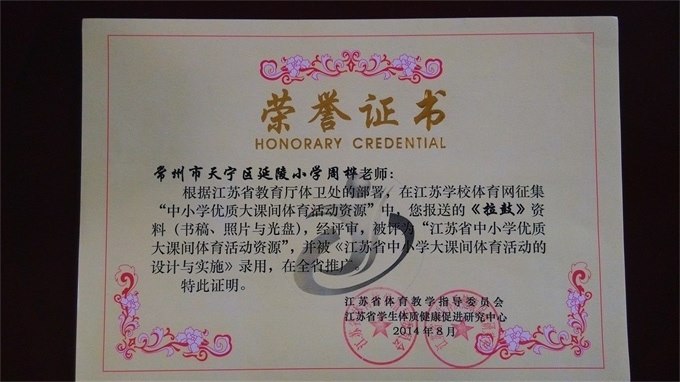 荣誉证书
HONORARY CREDENTIAL
常州市天宁区延陵小学周桦老师：
根据江苏省教育厅体卫处的部署，在江苏学校体育网征集
“中小学优质大课间体育活动资源”中，您报送的《拉鼓》资
料（书稿、照片与光盘），经评审，被评为“江苏省中小学优质
大课间体育活动资源”，并被《江苏省中小学大课间体育活动的
设计与实施》录用，在全省推广。
特此证明。
江苏省体育教学指导委员会
江苏省学生体质健康促进研究中心
2014年8月